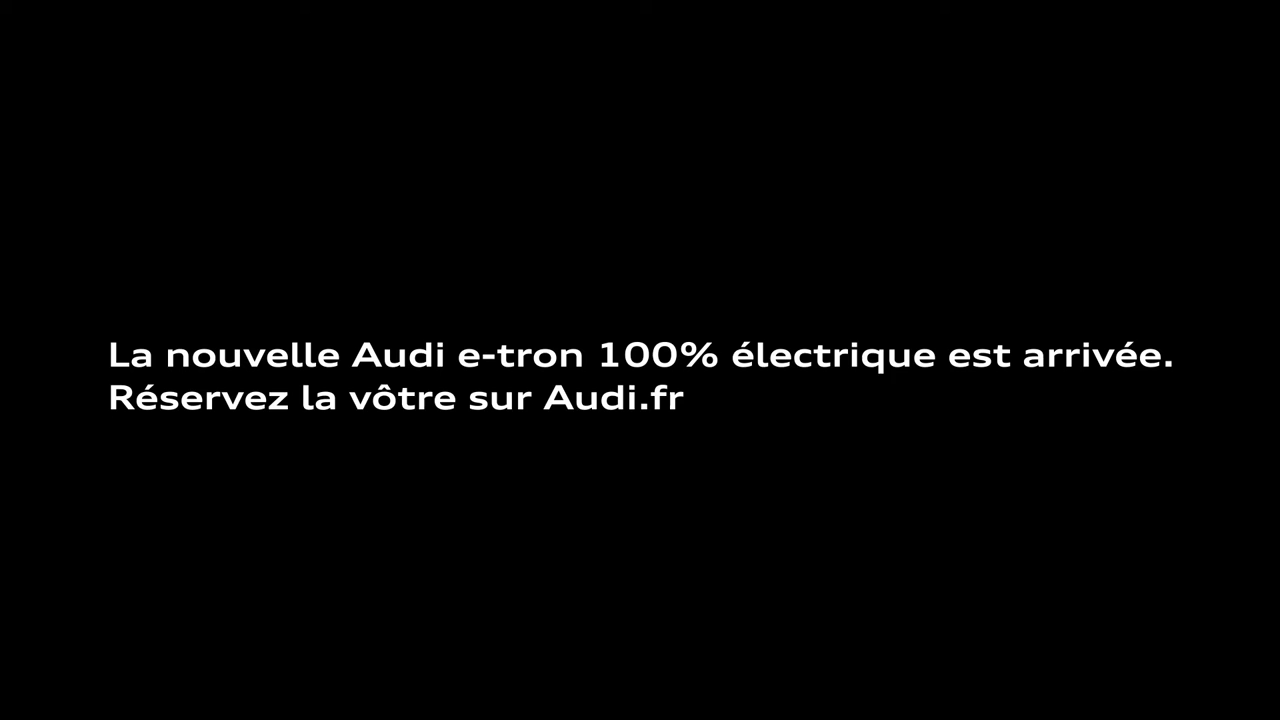 La nouvelle Audi e-tron 100% électrique est arrivée.
Réservez la vôtre sur Audi.fr